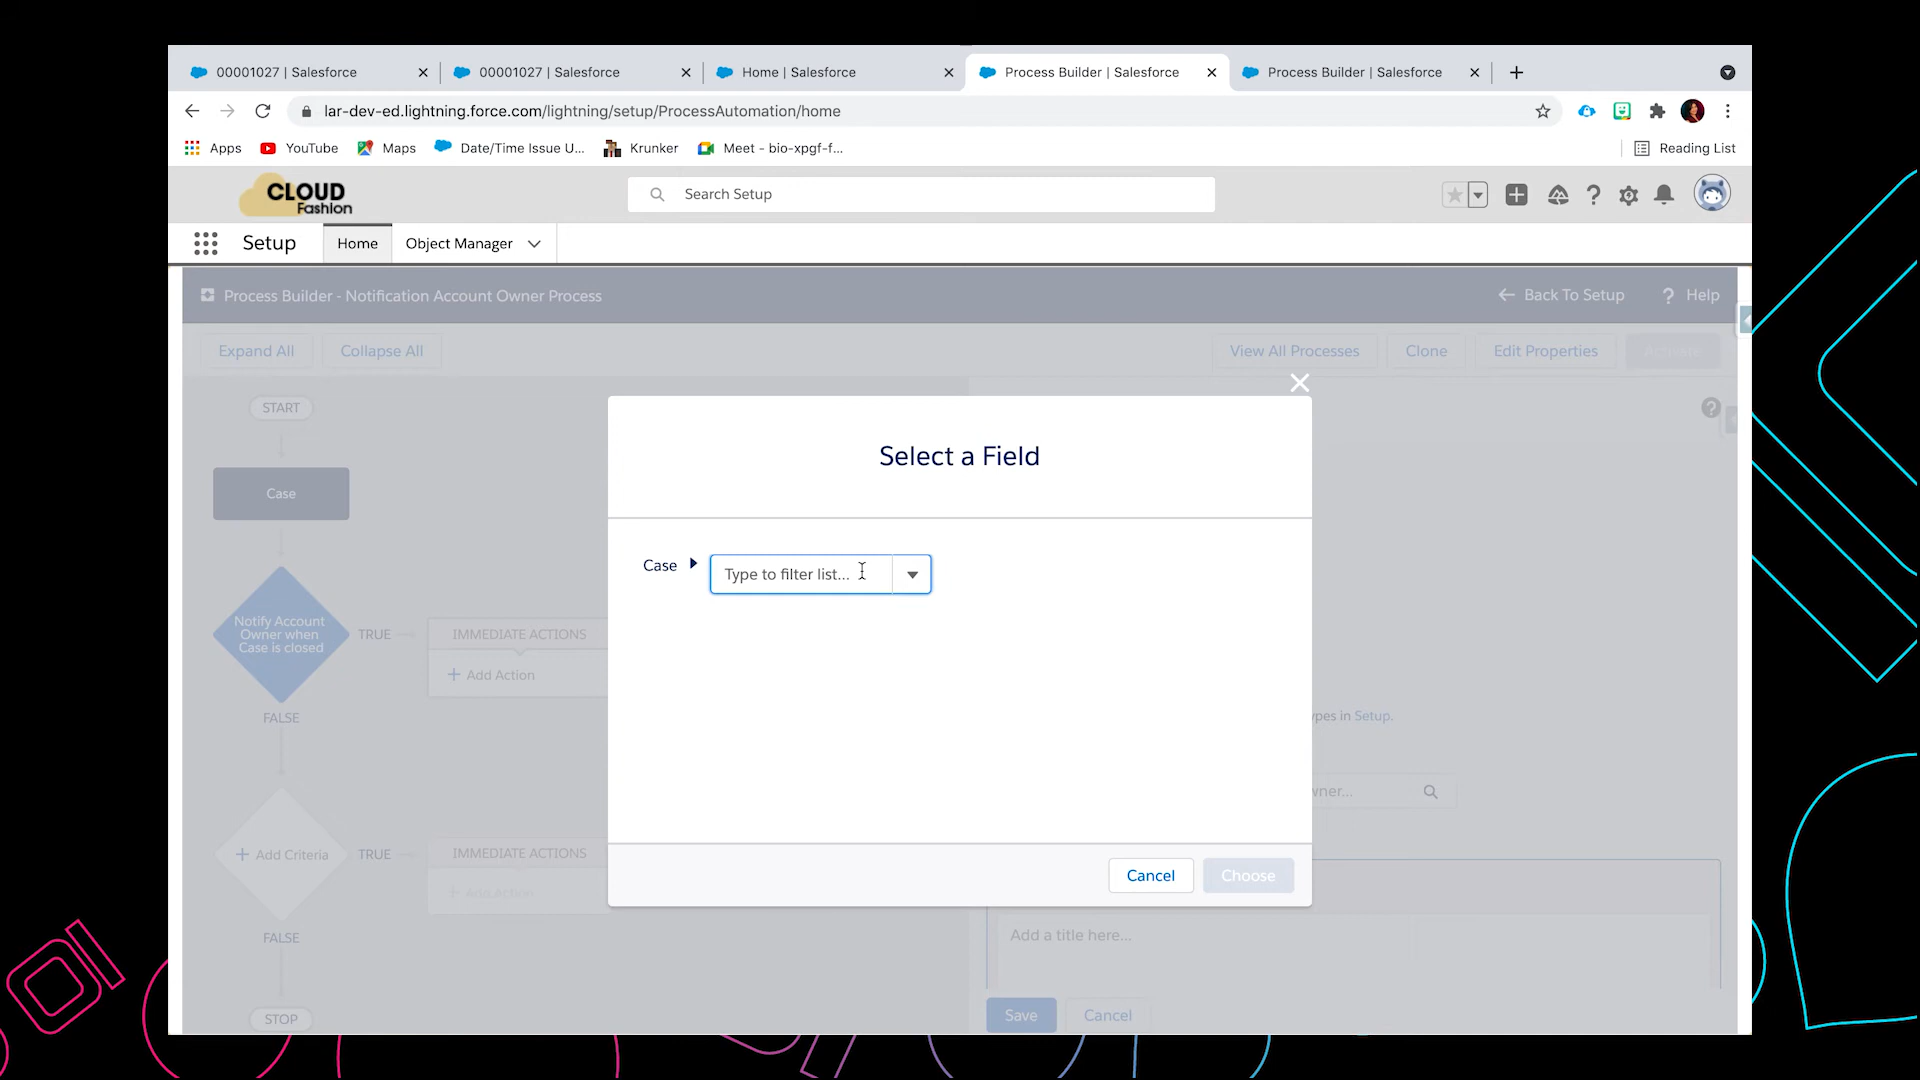 00001027 | Salesforce
00001027 | Salesforce
Home | Salesforce
Process Builder | Salesforce
Process Builder | Salesforce
lar-dev-ed.lightning.force.com/lightning/setup/ProcessAutomation/home
Apps
YouTube
Maps
Date/Time Issue U...
Krunker
Meet - bio-xpgf-f...
Reading List
CLOUD
Fashion
Search Setup
Setup
Home
Object Manager
Process Builder - Notification Account Owner Process
Back To Setup
? Help
Expand All
Collapse All
View All Processes
Clone
Edit Properties
START
Select a Field
Case
Case
Type to filter list...
Notify Account
Owner when
Case is closed
TRUE
IMMEDIATE ACTIONS
+ Add Action
FALSE
Setup.
+ Add Criteria
TRUE
IMMEDIATE ACTIONS
+ Add Action
Cancel
Choose
FALSE
Add a title here...
STOP
Save
Cancel